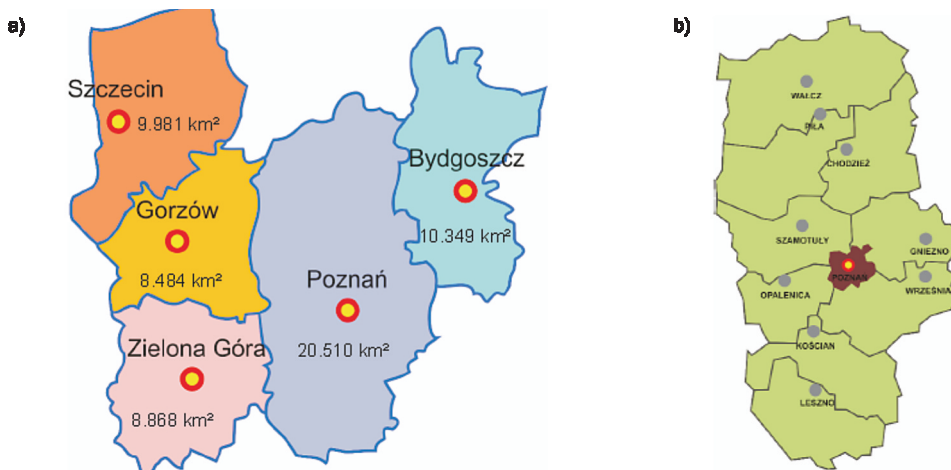 a)
Szczecin
9.981 km²
Gorzów
8.484 km²
Zielona Góra
8.868 km²
Poznań
20.510 km²
Bydgoszcz
10.349 km²
b)
WAŁCZ
PIŁA
CHODZIEŻ
SZAMOTUŁY
GNIEZNO
POZNAŃ
OPALENICA
WRZEŚNIA
KOŚCIAN
LESZNO